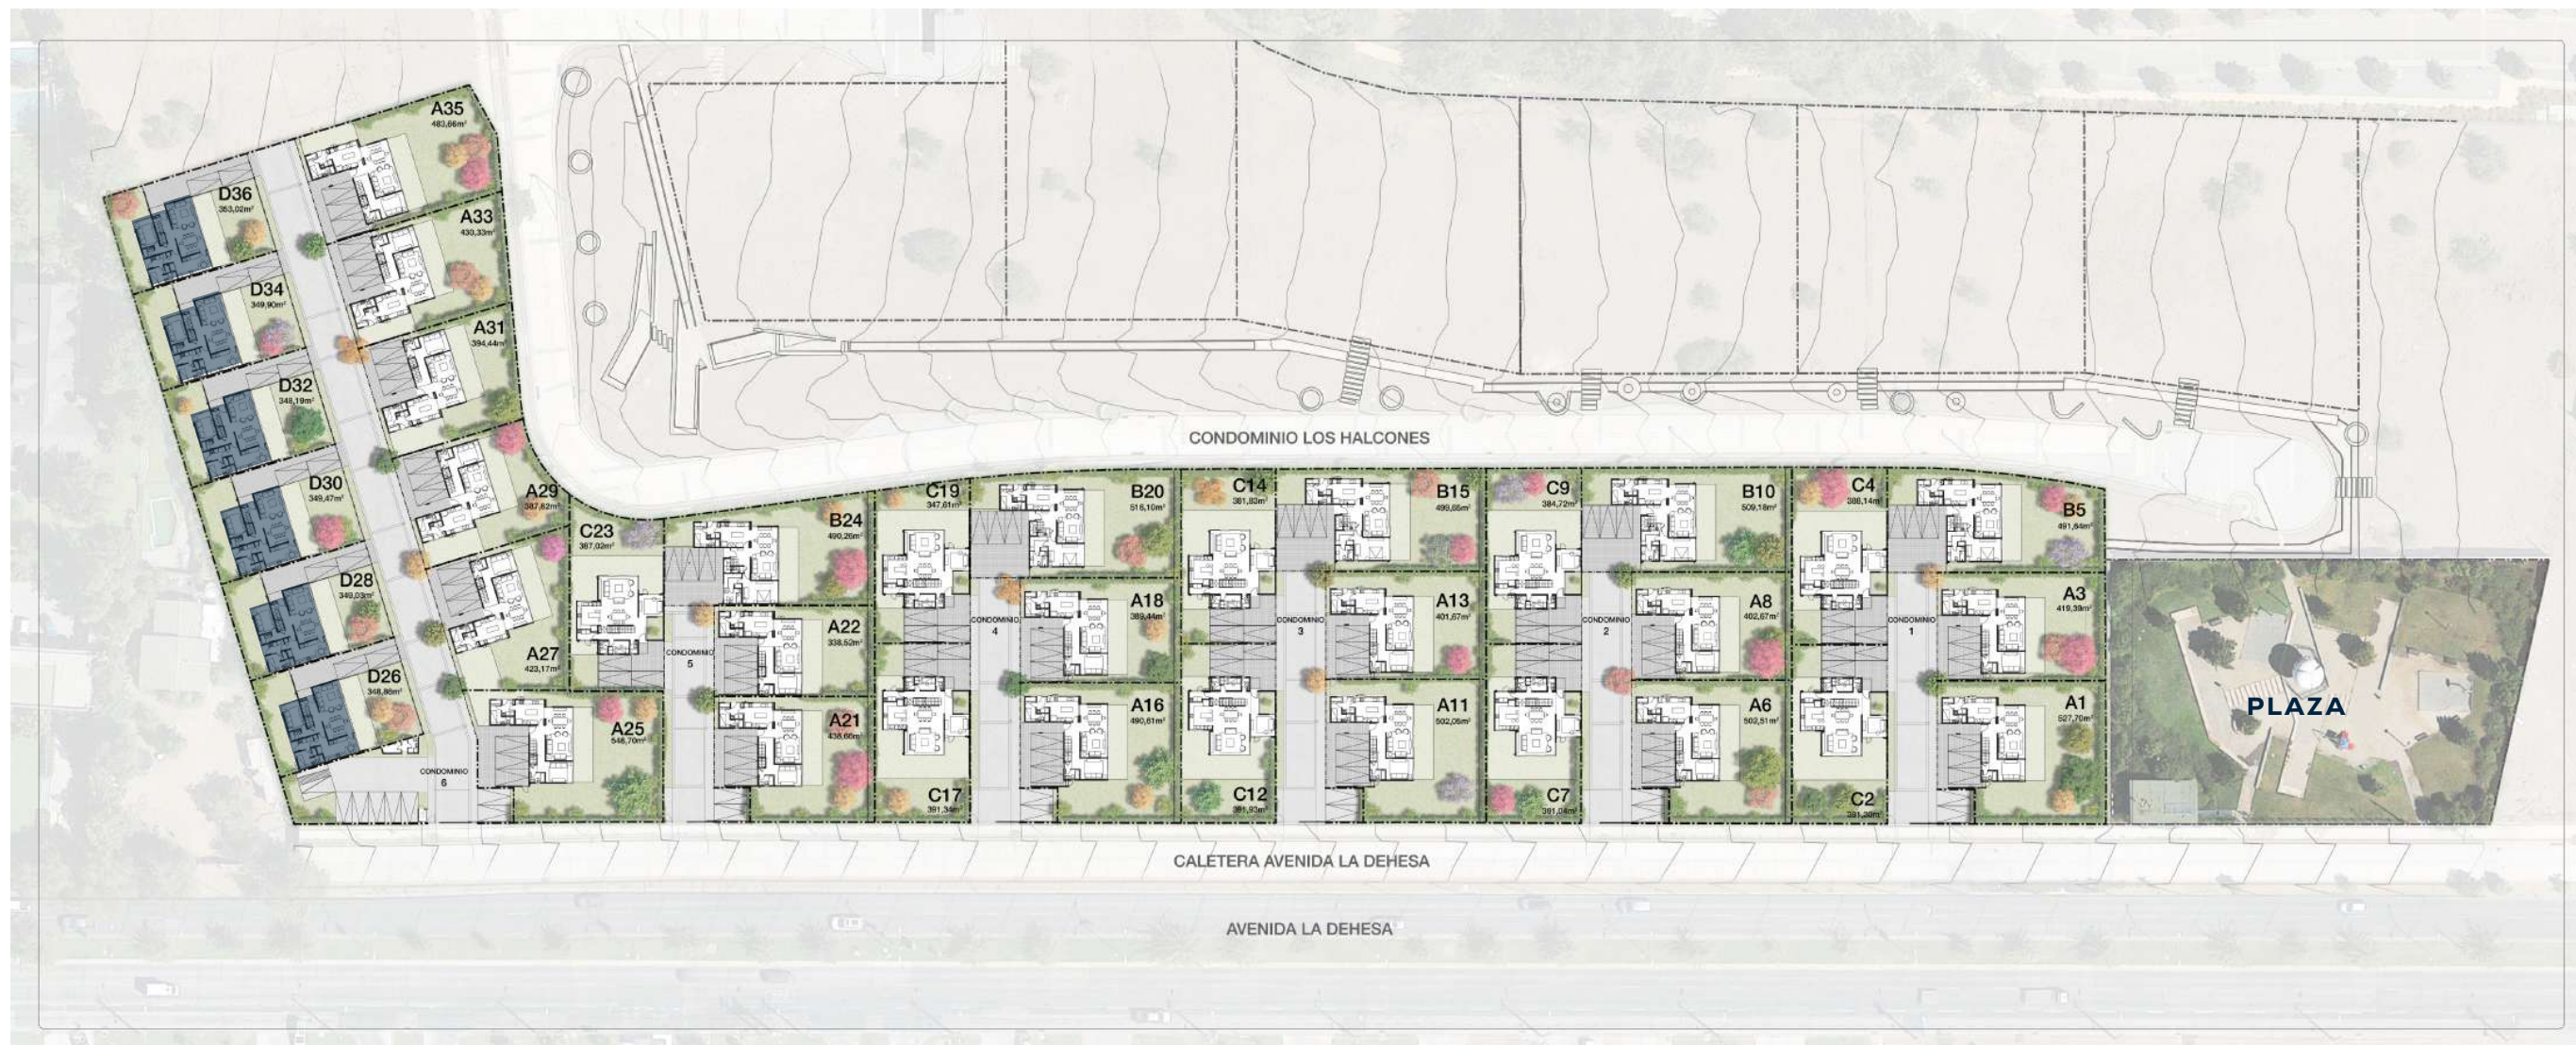 A35
483,66m²
D36
353,02m²
A33
430,33m²
D34
349,90m²
A31
394,44m²
D32
348,19m²
CONDOMINIO LOS HALCONES
D30
349,47m²
A29
387,82m²
C23
387,02m²
B24
490,26m²
C19
347,61m²
B20
516,10m²
C14
381,83m²
B15
499,65m²
C9
384,72m²
B10
509,18m²
C4
386,14m²
B5
491,64m²
D28
349,03m²
A27
423,17m²
CONDOMINIO
5
A22
338,52m²
CONDOMINIO
4
A18
389,44m²
CONDOMINIO
3
A13
401,67m²
CONDOMINIO
2
A8
402,67m²
CONDOMINIO
1
A3
419,39m²
D26
348,86m²
CONDOMINIO
6
A25
548,70m²
A21
438,66m²
C17
391,34m²
A16
490,61m²
C12
391,93m²
A11
502,05m²
C7
391,04m²
A6
502,51m²
C2
391,30m²
A1
527,70m²
PLAZA
CALETERA AVENIDA LA DEHESA
AVENIDA LA DEHESA